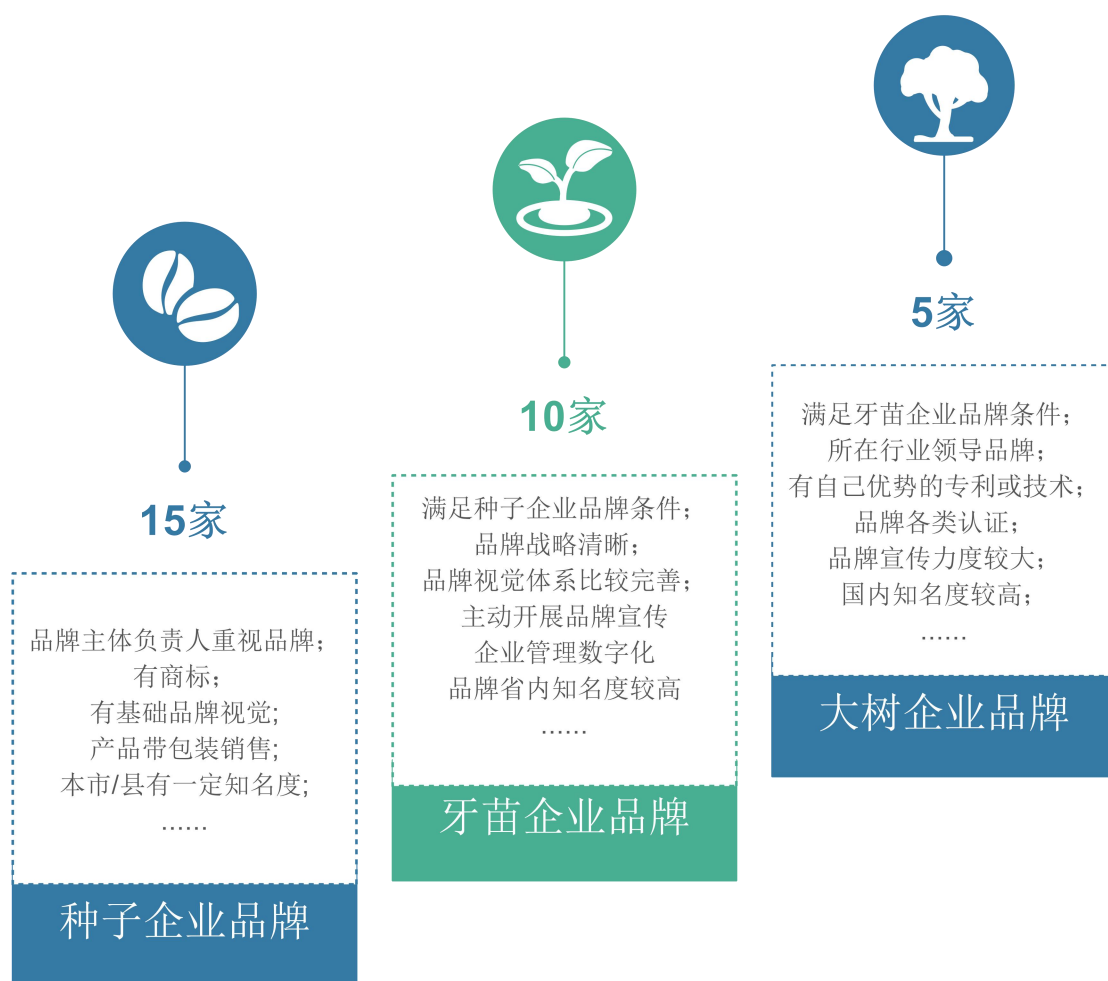 15家
品牌主体负责人重视品牌；
有商标；
有基础品牌视觉;
产品带包装销售;
本市/县有一定知名度;
......
种子企业品牌
10家
满足种子企业品牌条件；
品牌战略清晰；
品牌视觉体系比较完善；
主动开展品牌宣传
企业管理数字化
品牌省内知名度较高
......
牙苗企业品牌
5家
满足牙苗企业品牌条件；
所在行业领导品牌；
有自己优势的专利或技术；
品牌各类认证；
品牌宣传力度较大；
国内知名度较高；
......
大树企业品牌